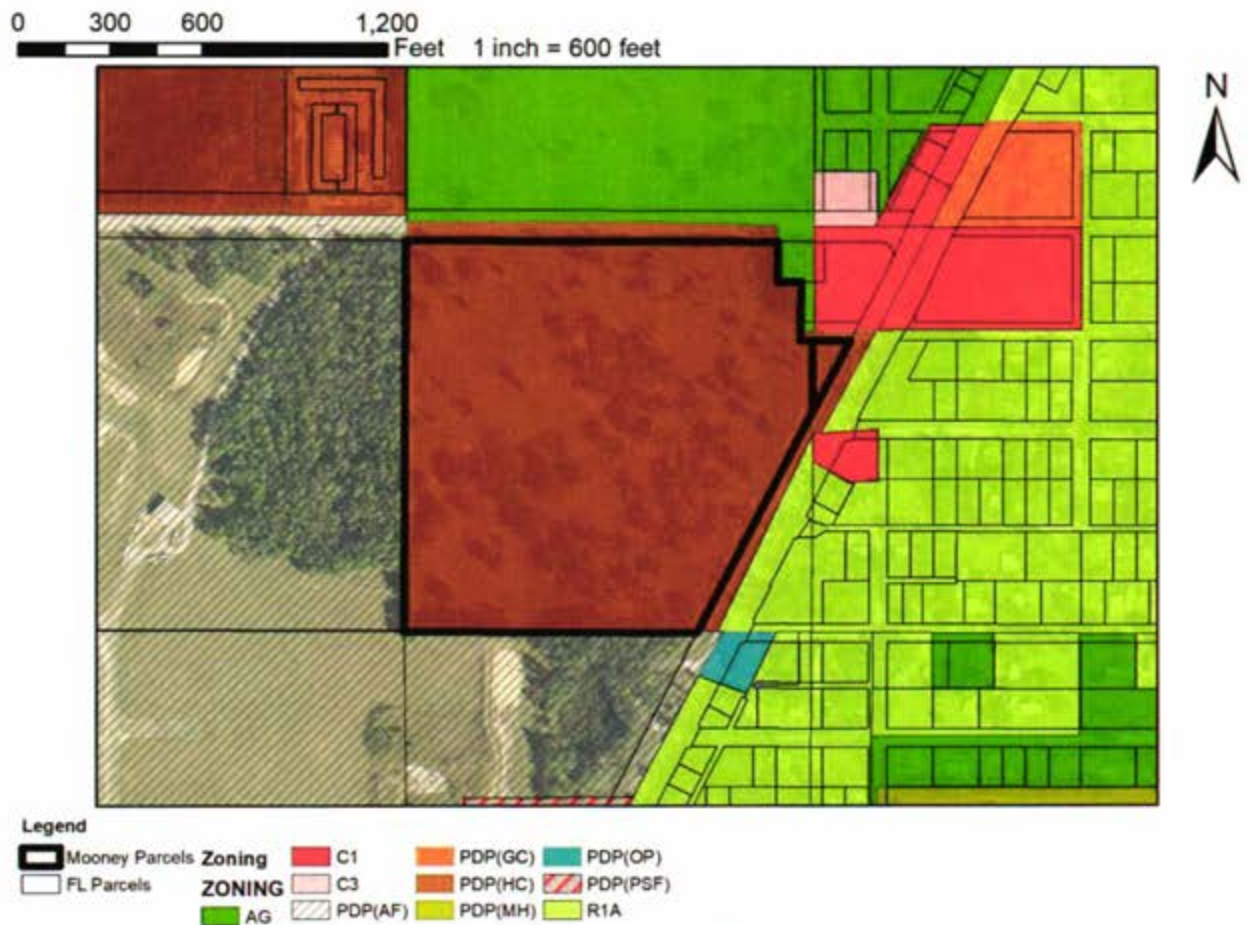 0 300 600 1,200
Feet 1 inch = 600 feet
N
Legend
Mooney Parcels Zoning C1 PDP(GC) PDP(OP)
FL Parcels ZONING C3 PDP(HC) PDP(PSF)
AG PDP(AF) PDP(MH) R1A